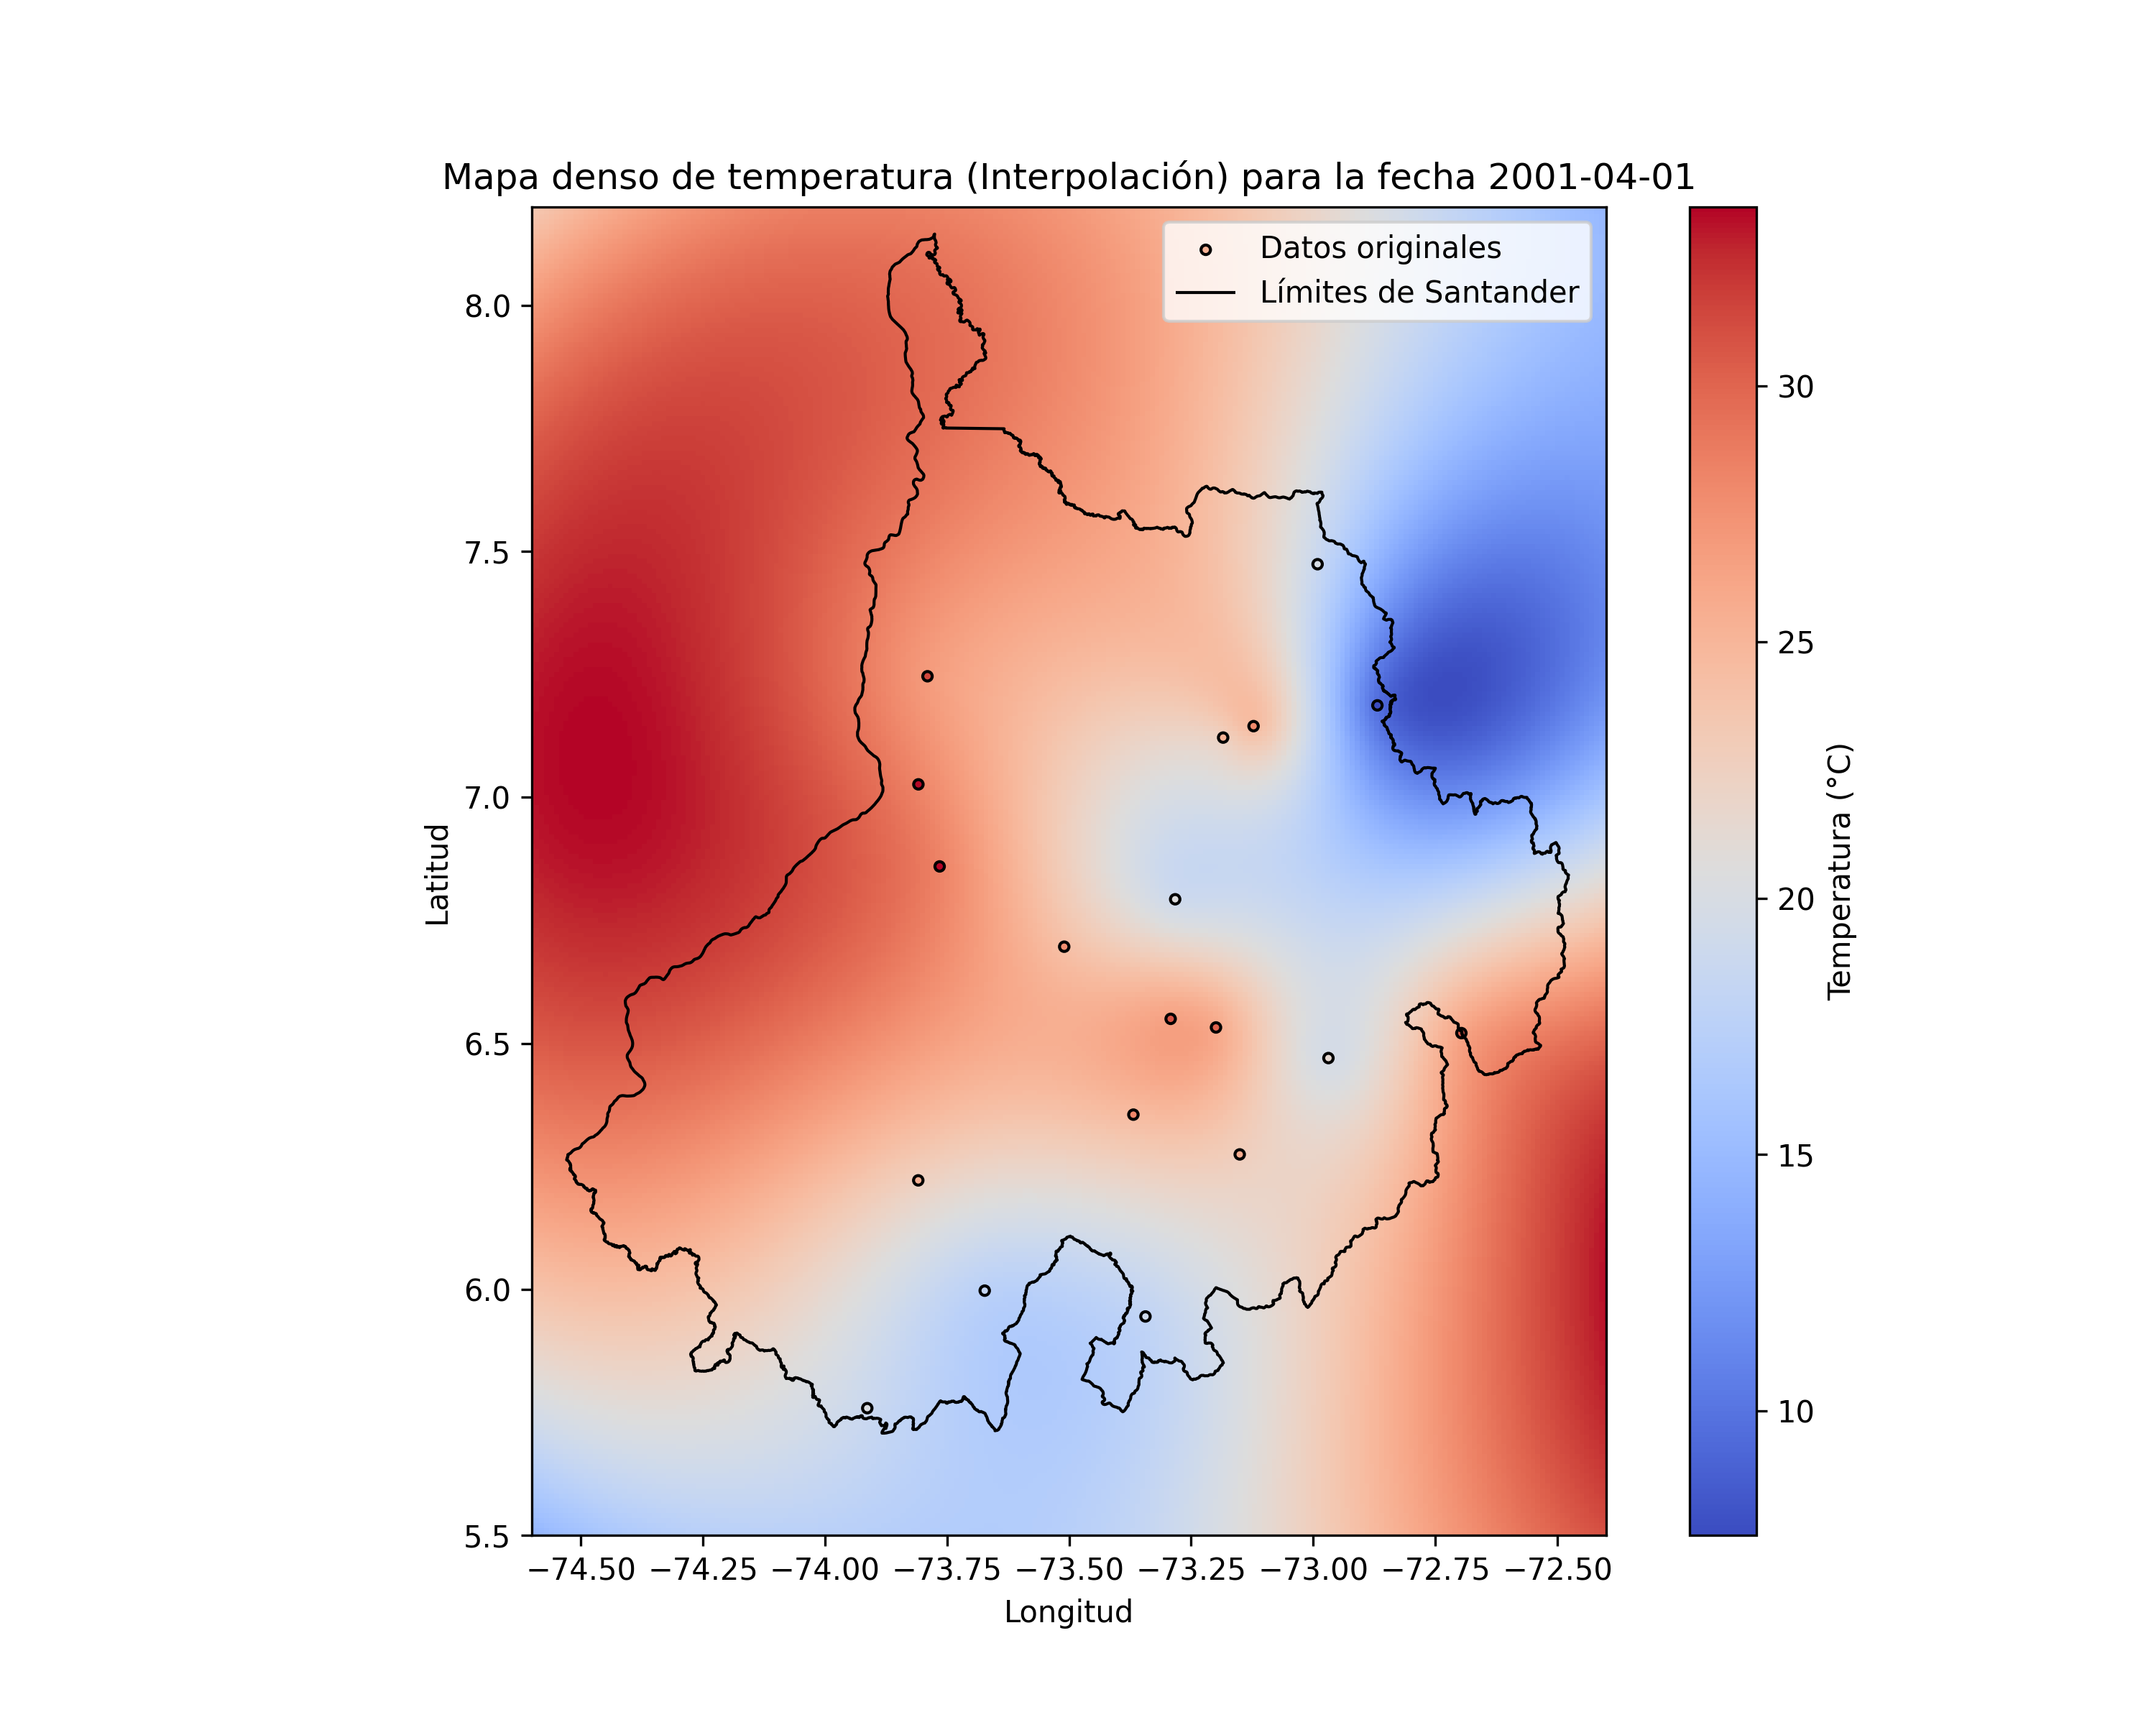 Mapa denso de temperatura (Interpolación) para la fecha 2001-04-01
Datos originales
Límites de Santander
8.0
7.5
7.0
6.5
6.0
5.5
Latitud
−74.50 −74.25 −74.00 −73.75 −73.50 −73.25 −73.00 −72.75 −72.50
Longitud
30
25
20
15
10
Temperatura (°C)